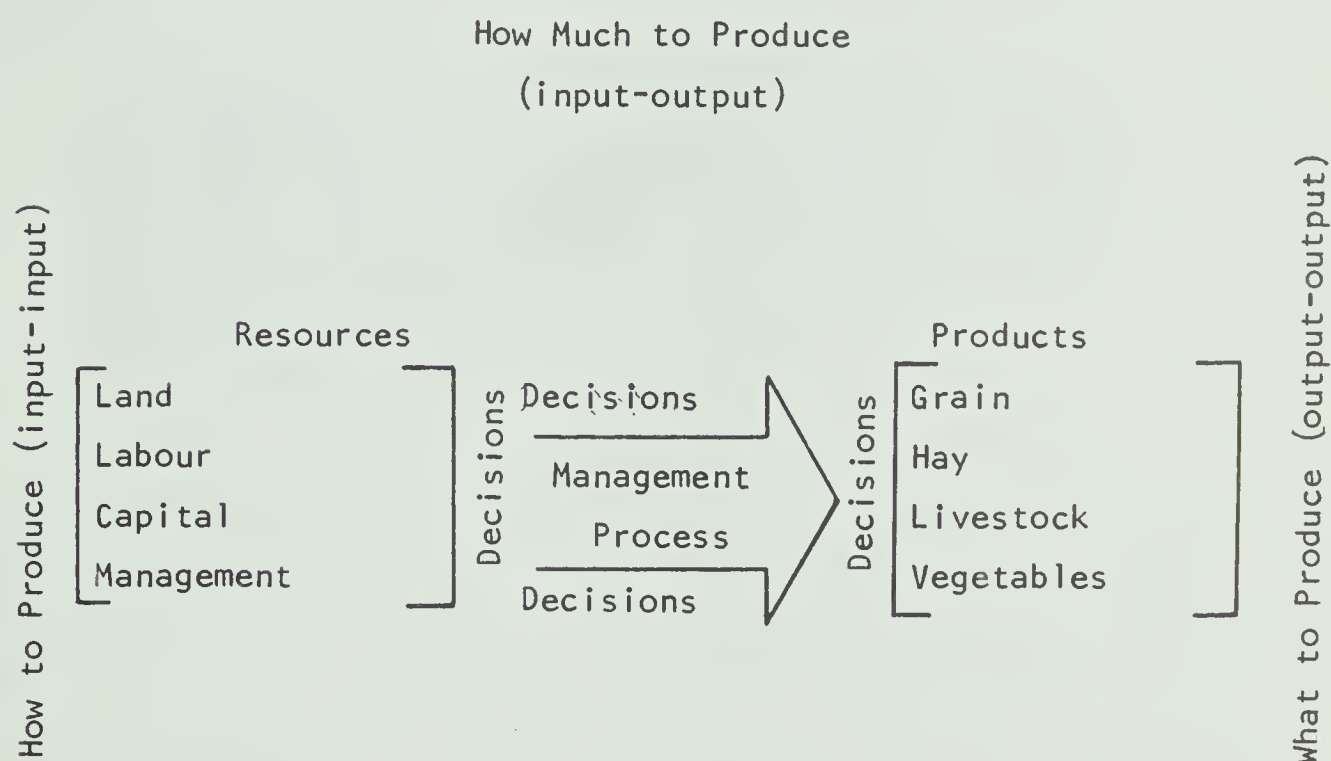 How Much to Produce
(input-output)
How to Produce (input-input)
Resources
Land
Labour
Capital
Management
Decisions
Decisions
Management
Process
Decisions
Decisions
Products
Grain
Hay
Livestock
Vegetables
What to Produce (output-output)